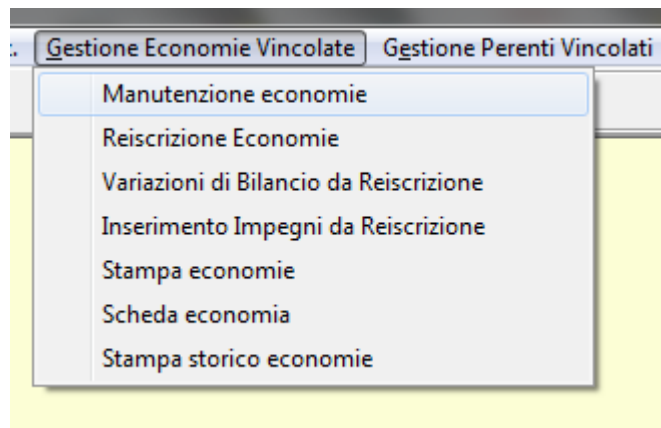 Gestione Economie Vincolate Gestione Perenti Vincolati
Manutenzione economie
Reiscrizione Economie
Variazioni di Bilancio da Reiscrizione
Inserimento Impegni da Reiscrizione
Stampa economie
Scheda economia
Stampa storico economie